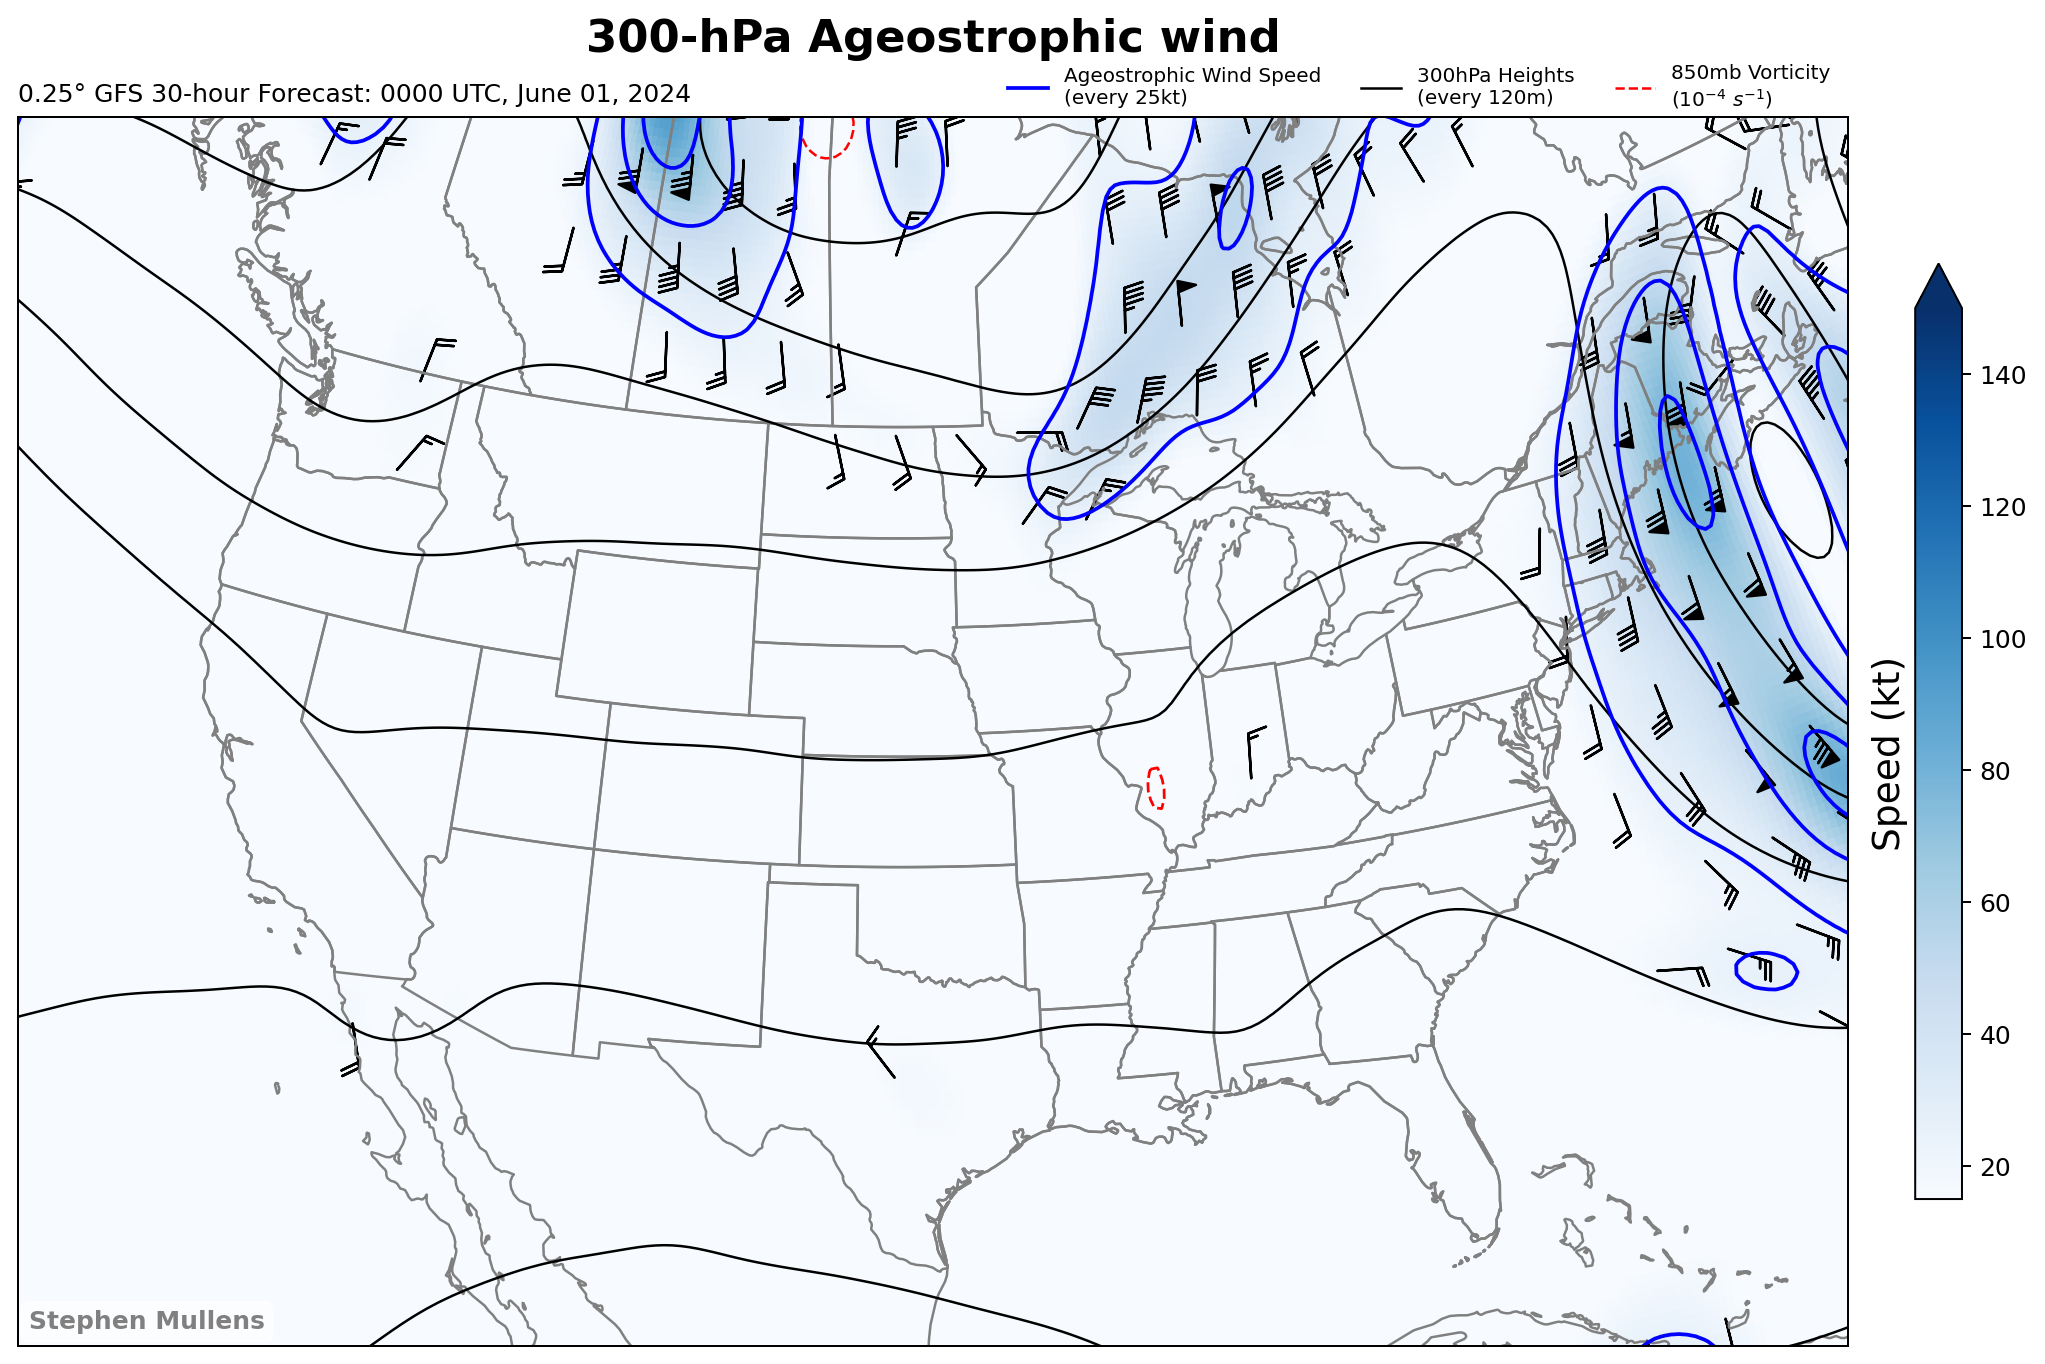 300-hPa Ageostrophic wind
0.25° GFS 30-hour Forecast: 0000 UTC, June 01, 2024
Ageostrophic Wind Speed
(every 25kt)
300hPa Heights
(every 120m)
850mb Vorticity
(10⁻⁴ s⁻¹)
140
120
100
80
60
40
20
Speed (kt)
Stephen Mullens